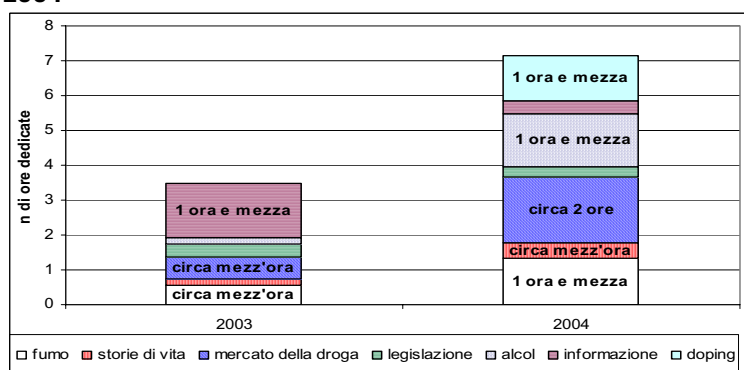 8
7
6
5
4
3
2
1
0
n di ore dedicate
1 ora e mezza
circa mezz'ora
circa mezz'ora
1 ora e mezza
1 ora e mezza
circa 2 ore
circa mezz'ora
1 ora e mezza
2003 2004
fumo storie di vita mercato della droga legislazione alcol informazione doping